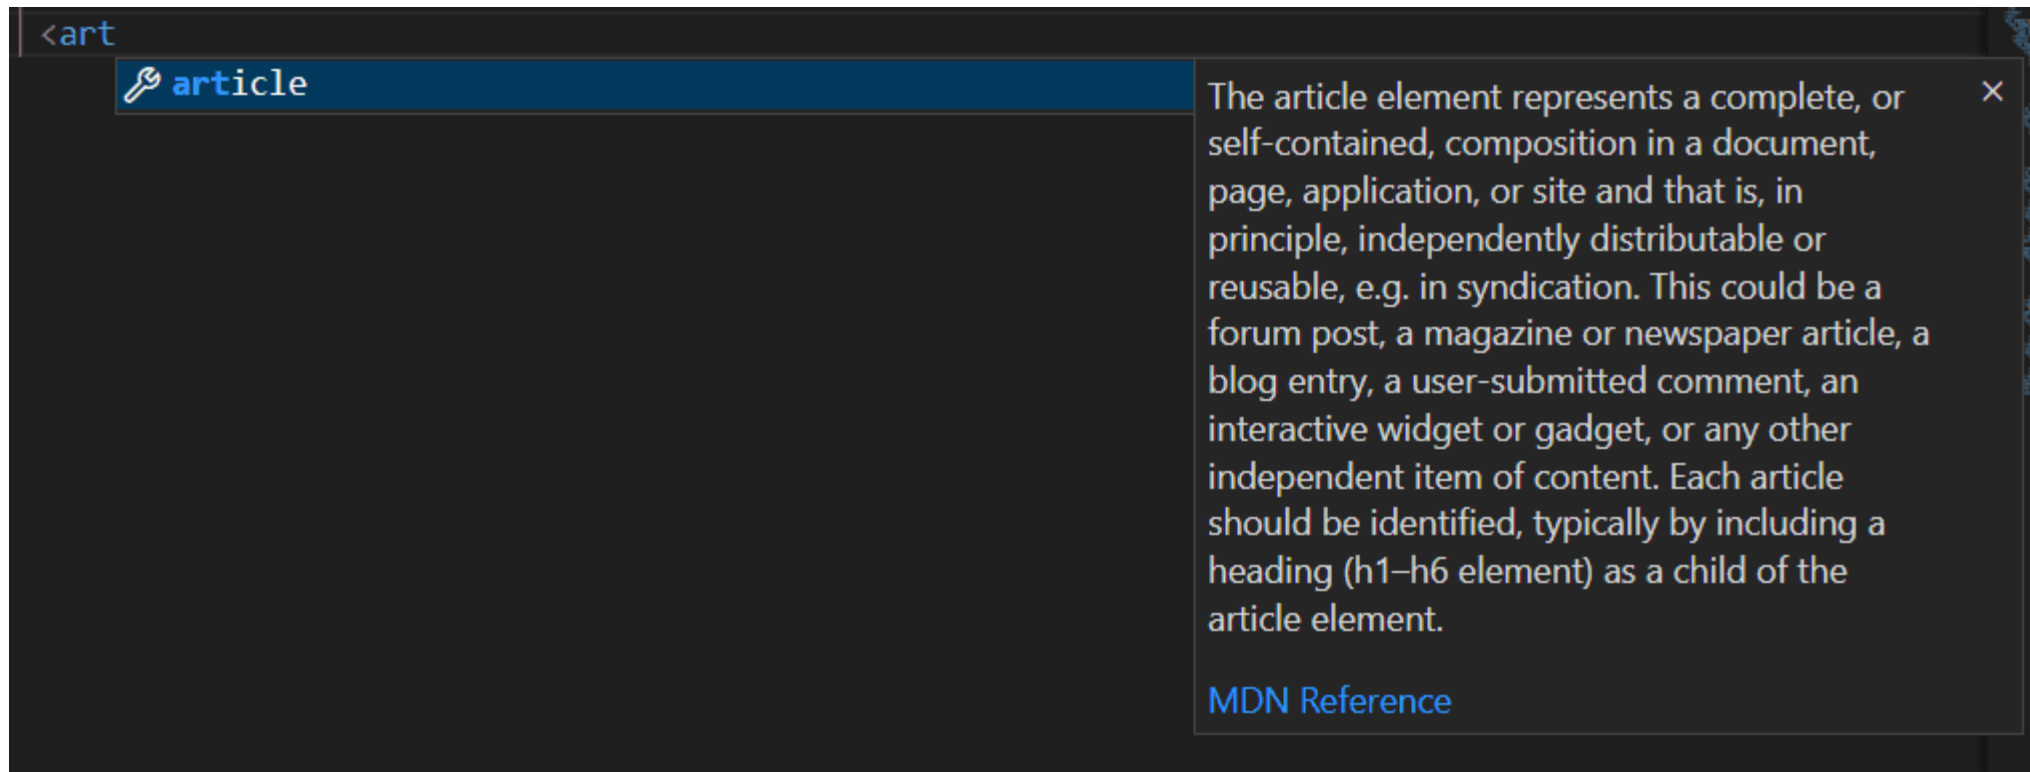 <art
article
The article element represents a complete, or
self-contained, composition in a document,
page, application, or site and that is, in
principle, independently distributable or
reusable, e.g. in syndication. This could be a
forum post, a magazine or newspaper article, a
blog entry, a user-submitted comment, an
interactive widget or gadget, or any other
independent item of content. Each article
should be identified, typically by including a
heading (h1–h6 element) as a child of the
article element.
MDN Reference